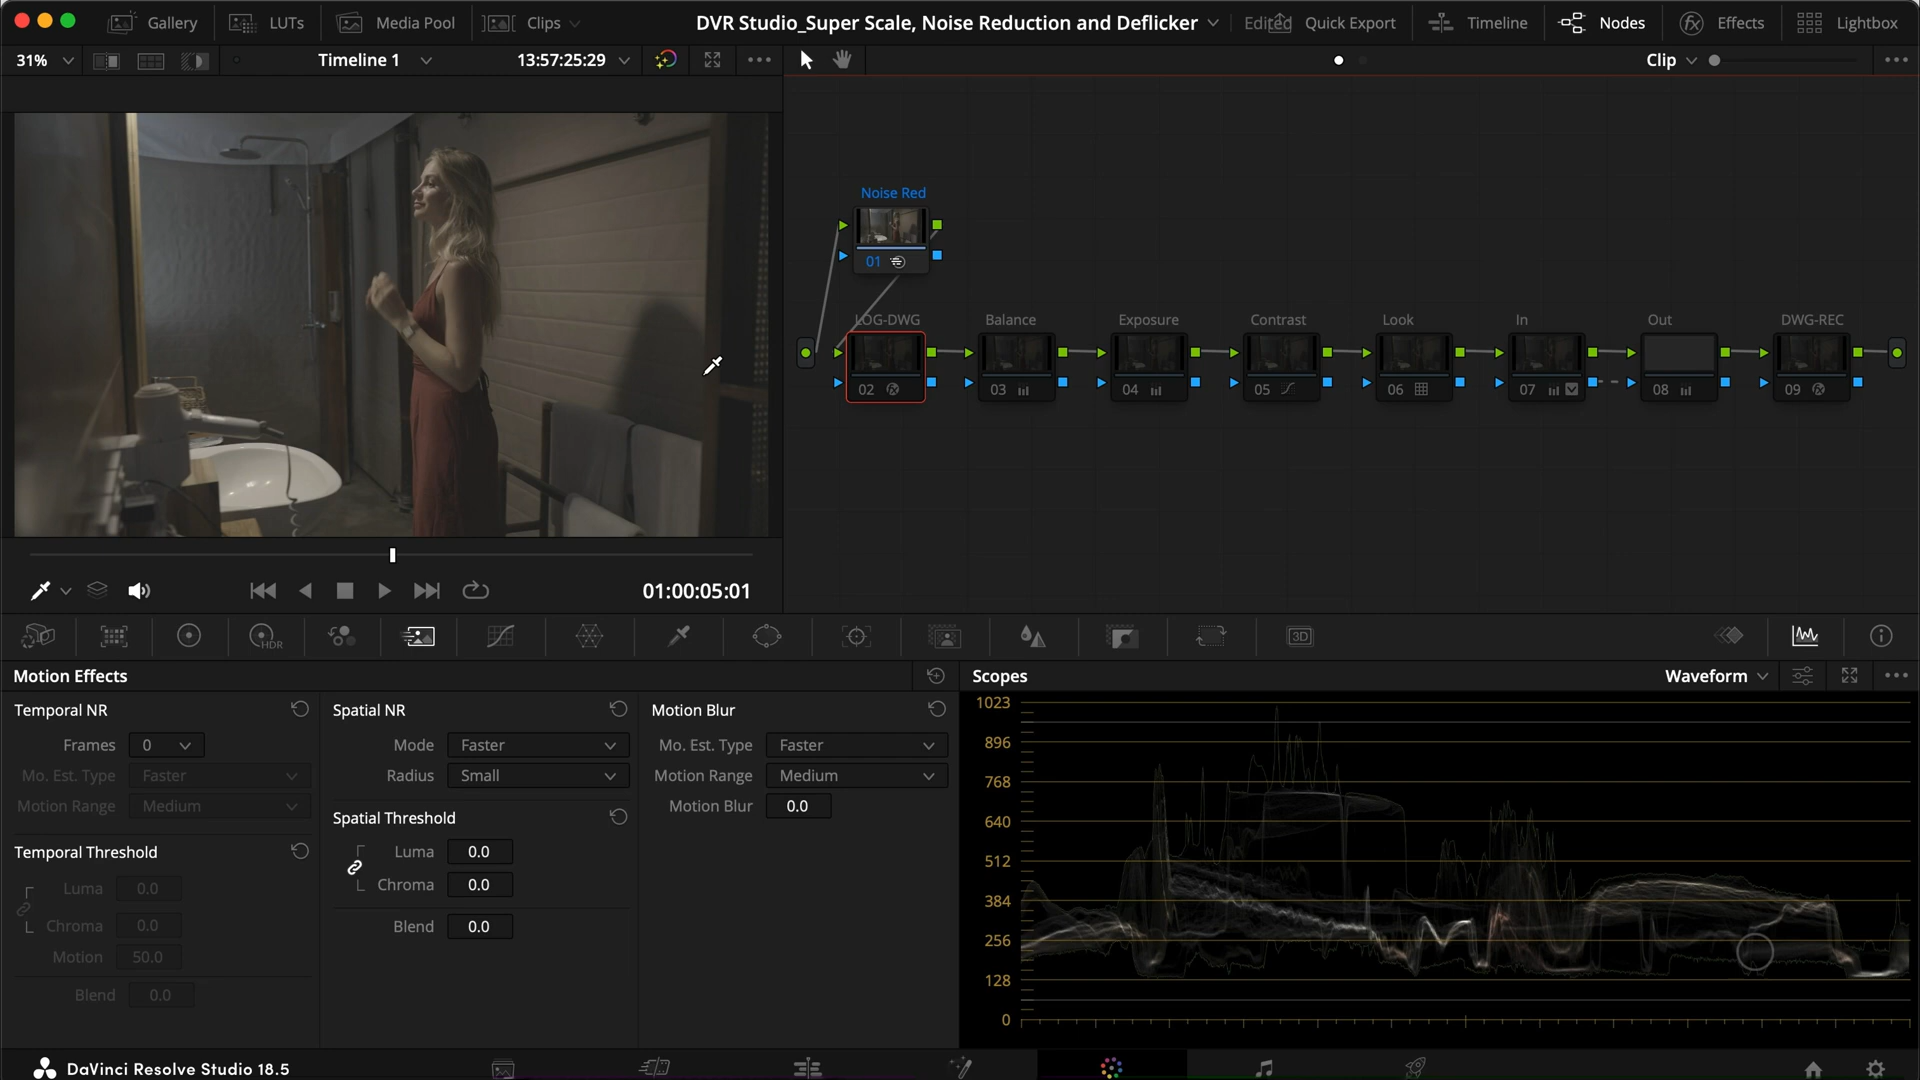 Gallery
LUTs
Media Pool
Clips
DVR Studio_Super Scale, Noise Reduction and Deflicker
Edited
Quick Export
Timeline
Nodes
Effects
Lightbox
31%
Timeline 1
13:57:25:29
Clip
Noise Red
01
LOG-DWG
Balance
Exposure
Contrast
Look
In
Out
DWG-REC
02
03
04
05
06
07
08
09
01:00:05:01
HDR
3D
Motion Effects
Temporal NR
Frames 0
Mo. Est. Type Faster
Motion Range Medium
Temporal Threshold
Luma 0.0
Chroma 0.0
Motion 50.0
Blend 0.0
Spatial NR
Mode Faster
Radius Small
Spatial Threshold
Luma 0.0
Chroma 0.0
Blend 0.0
Motion Blur
Mo. Est. Type Faster
Motion Range Medium
Motion Blur 0.0
Scopes
Waveform
1023
896
768
640
512
384
256
128
0
DaVinci Resolve Studio 18.5